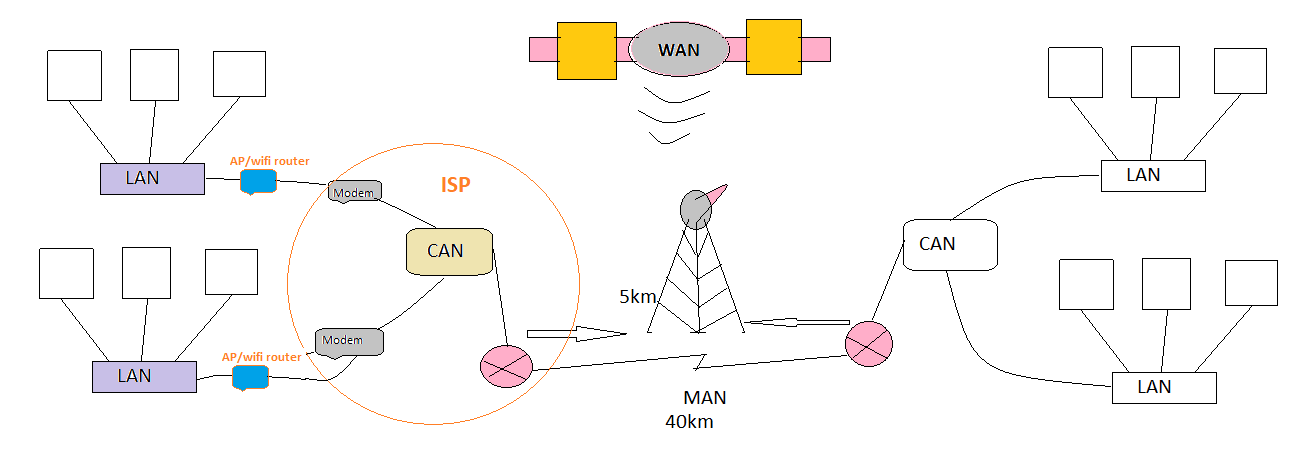 WAN
AP/wifi router
LAN
ISP
Modem
LAN
CAN
CAN
5km
Modem
AP/wifi router
LAN
LAN
MAN
40km